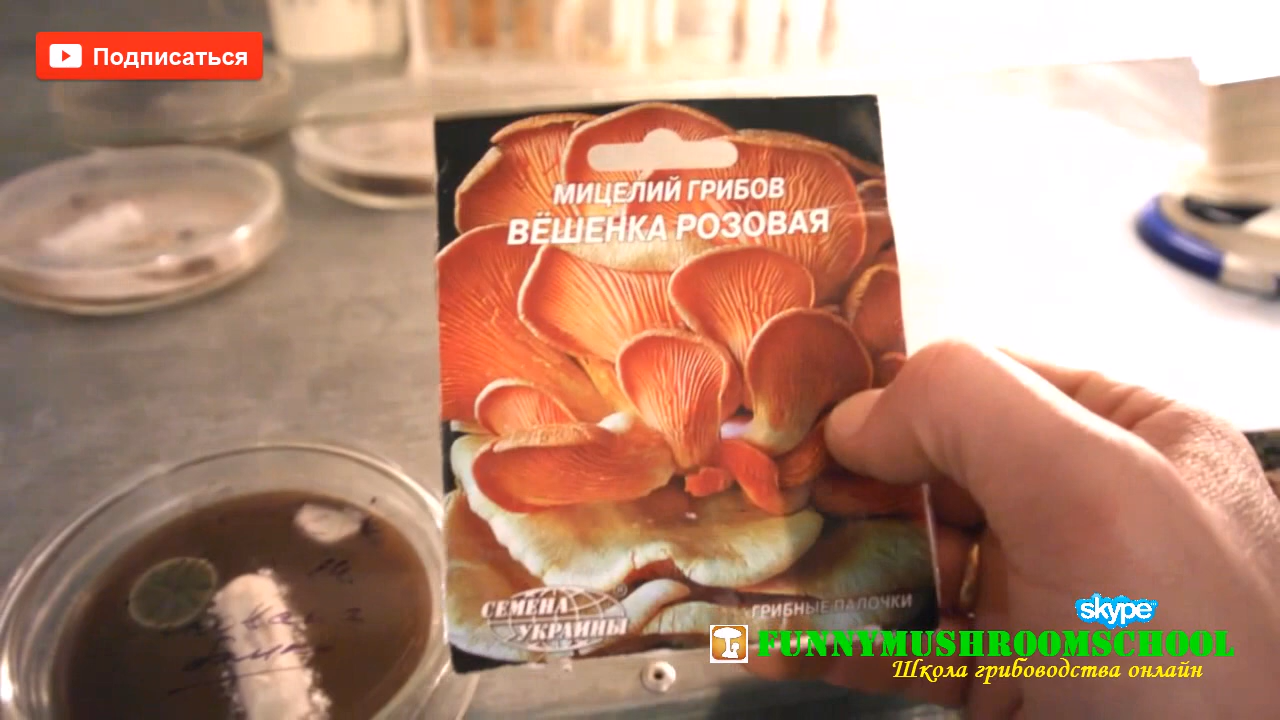 Подписаться
МИЦЕЛИЙ ГРИБОВ
ВЁШЕНКА РОЗОВАЯ
СЕМЕНА
УКРАИНЫ
®
ГРИБНЫЕ ПАЛОЧКИ
skype
FUNNYMUSHROOMSCHOOL
Школа грибоводства онлайн